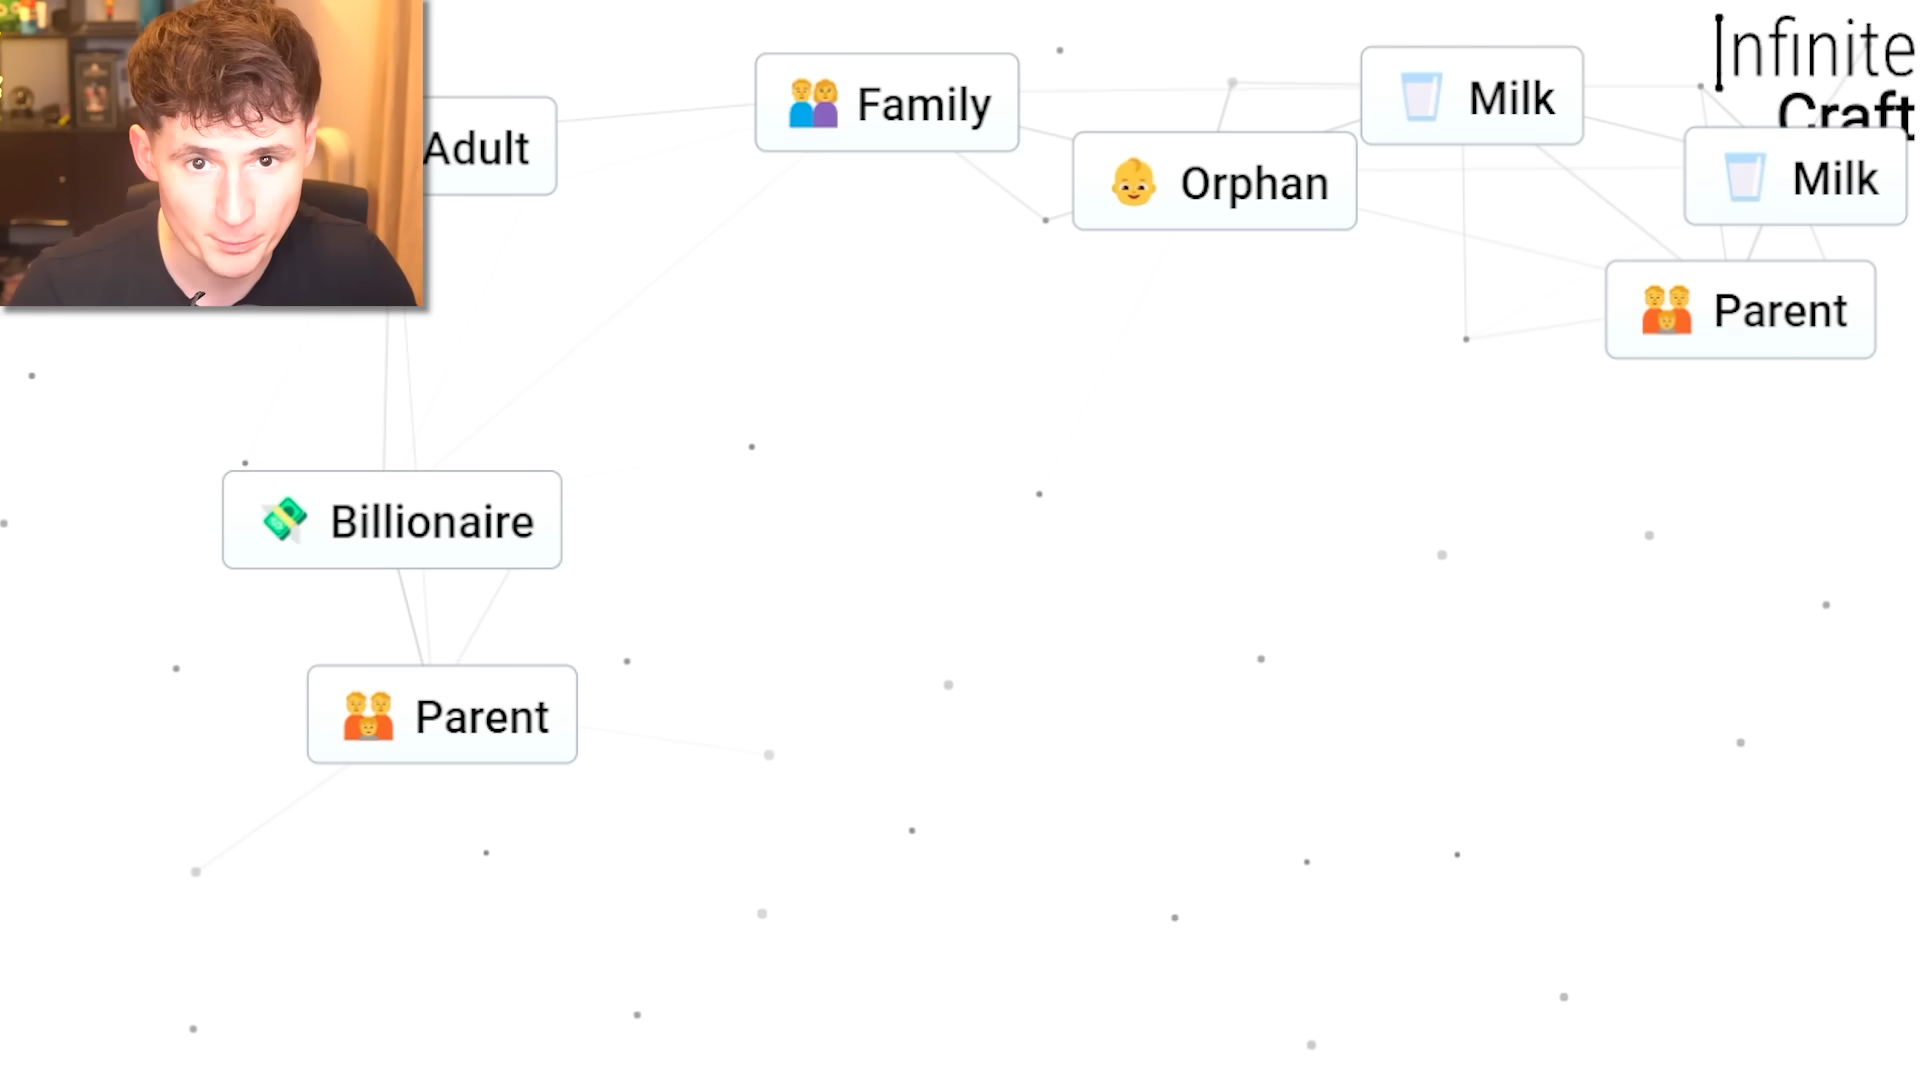 Infinite
Craft
Adult
Family
Milk
Orphan
Milk
Parent
Billionaire
Parent